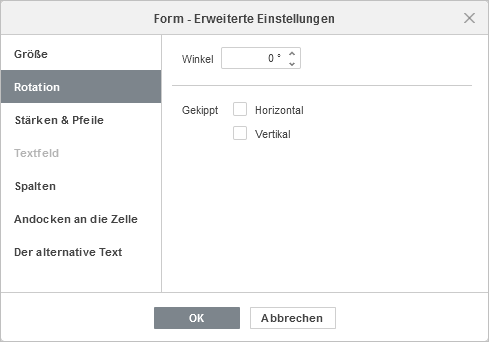 Form - Erweiterte Einstellungen
Größe
Rotation
Stärken & Pfeile
Textfeld
Spalten
Andocken an die Zelle
Der alternative Text
Winkel 0 °
Gekippt Horizontal
Vertikal
OK Abbrechen